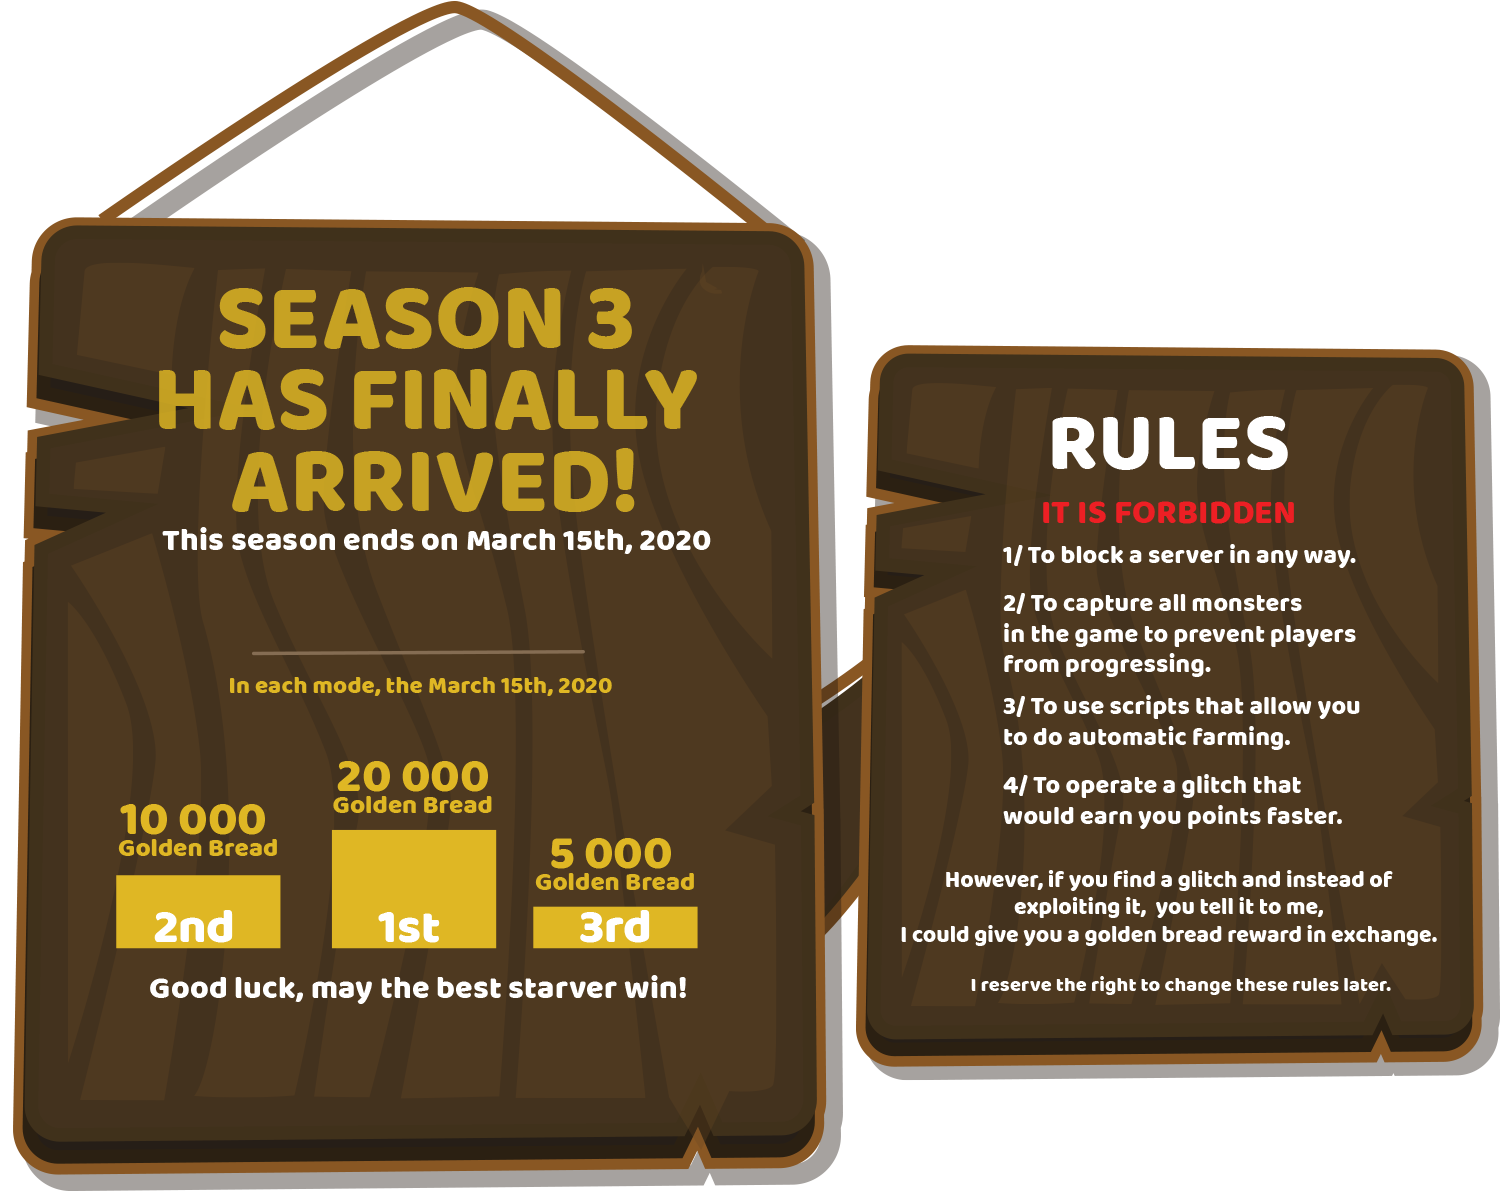 SEASON 3
HAS FINALLY
ARRIVED!
This season ends on March 15th, 2020
In each mode, the March 15th, 2020
20 000
Golden Bread
10 000
Golden Bread
5 000
Golden Bread
2nd
1st
3rd
Good luck, may the best starver win!
RULES
IT IS FORBIDDEN
1/ To block a server in any way.
2/ To capture all monsters
in the game to prevent players
from progressing.
3/ To use scripts that allow you
to do automatic farming.
4/ To operate a glitch that
would earn you points faster.
However, if you find a glitch and instead of
exploiting it, you tell it to me,
I could give you a golden bread reward in exchange.
I reserve the right to change these rules later.